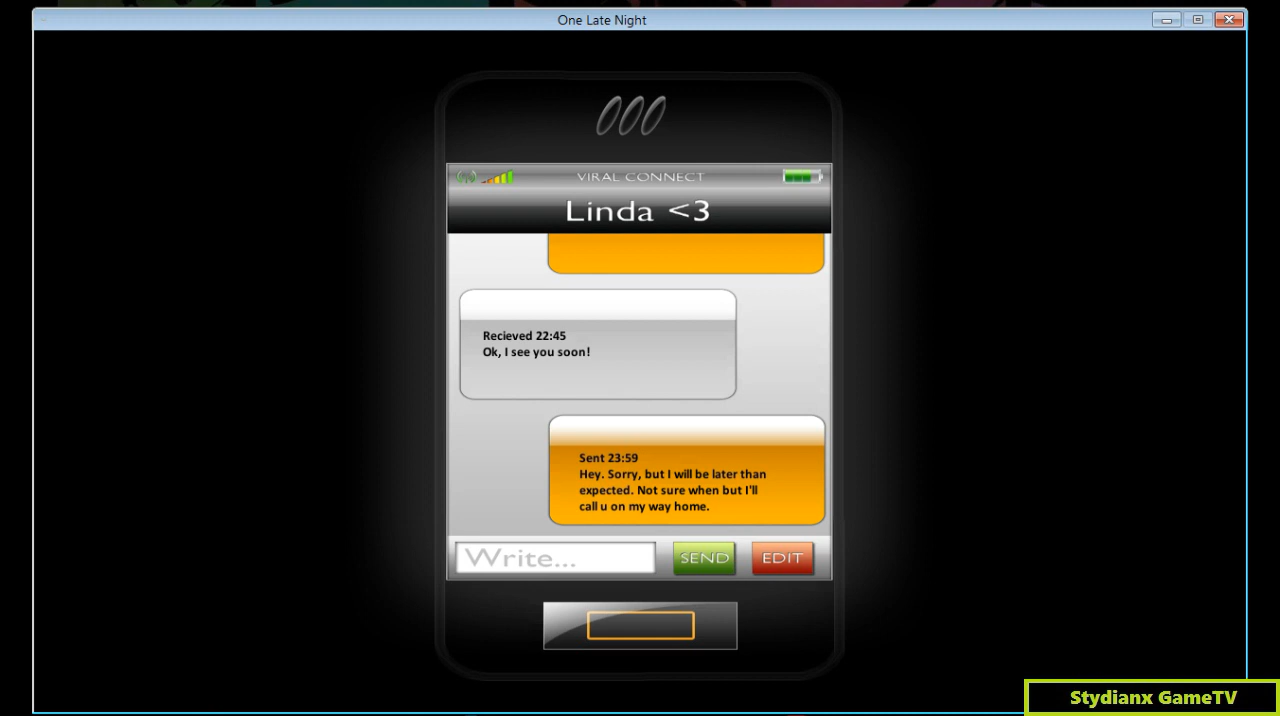 One Late Night
VIRAL CONNECT
Linda <3
Recieved 22:45
Ok, I see you soon!
Sent 23:59
Hey. Sorry, but I will be later than
expected. Not sure when but I'll
call u on my way home.
Write...
SEND
EDIT
Stydianx GameTV